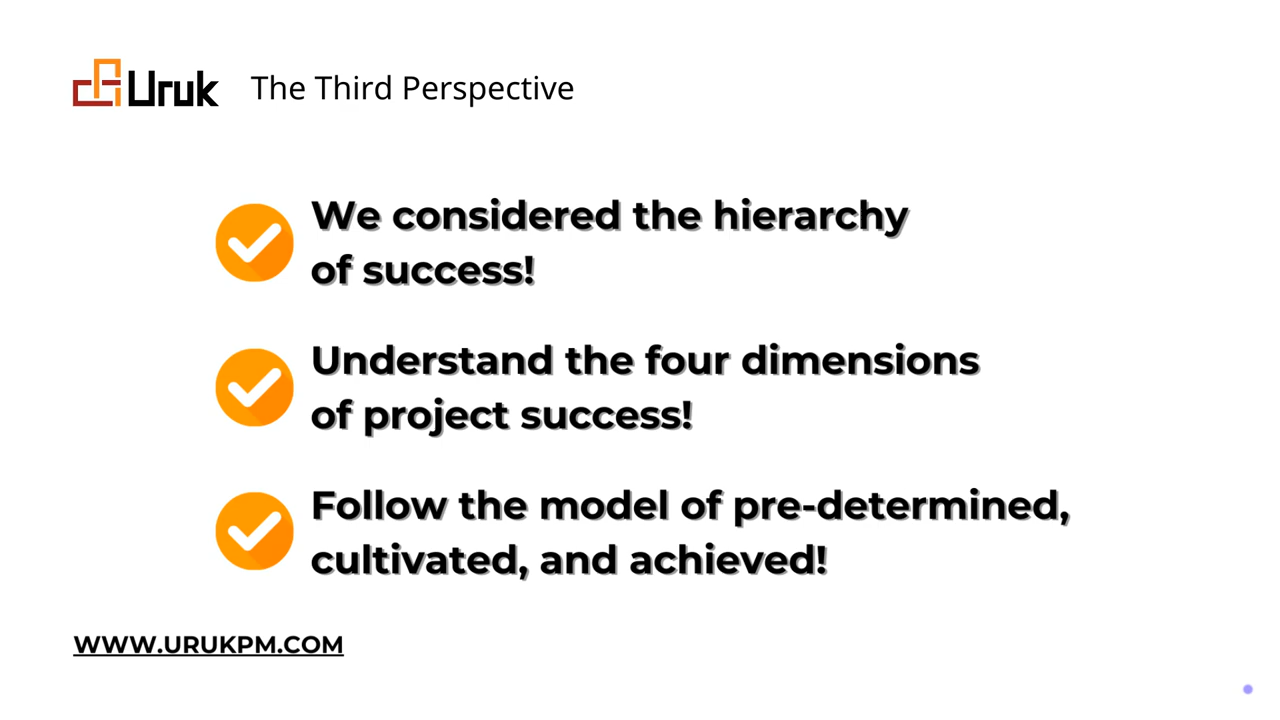 Uruk The Third Perspective
We considered the hierarchy
of success!
Understand the four dimensions
of project success!
Follow the model of pre-determined,
cultivated, and achieved!
WWW.URUKPM.COM